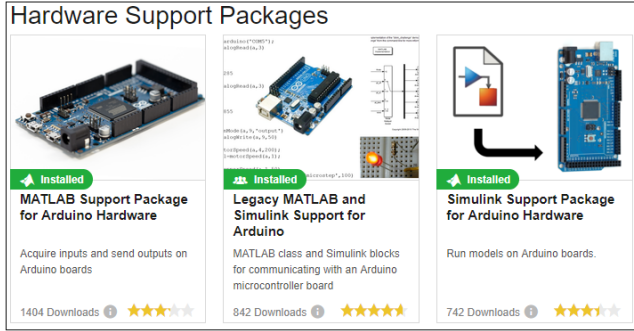 Hardware Support Packages
Installed
MATLAB Support Package
for Arduino Hardware
Acquire inputs and send outputs on
Arduino boards
1404 Downloads
Installed
Legacy MATLAB and
Simulink Support for
Arduino
MATLAB class and Simulink blocks
for communicating with an Arduino
microcontroller board
842 Downloads
Installed
Simulink Support Package
for Arduino Hardware
Run models on Arduino boards.
742 Downloads